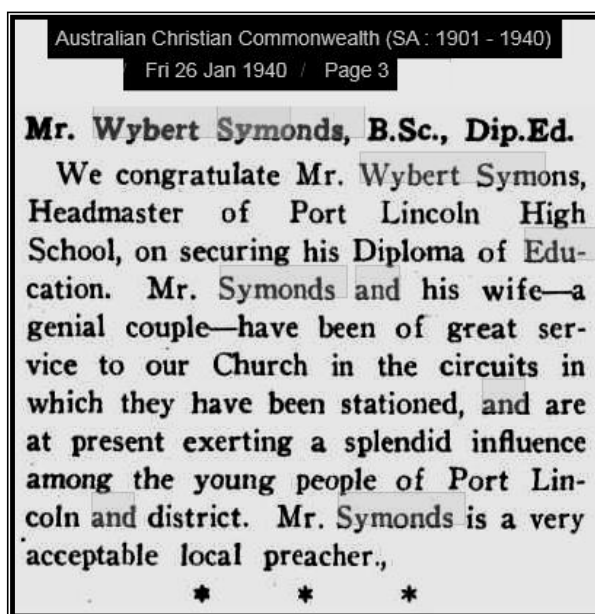 Australian Christian Commonwealth (SA : 1901 - 1940)
/ Fri 26 Jan 1940 / Page 3
Mr. Wybert Symonds, B.Sc., Dip.Ed.
We congratulate Mr. Wybert Symons,
Headmaster of Port Lincoln High
School, on securing his Diploma of Edu-
cation. Mr. Symonds and his wife—a
genial couple—have been of great ser-
vice to our Church in the circuits in
which they have been stationed, and are
at present exerting a splendid influence
among the young people of Port Lin-
coln and district. Mr. Symonds is a very
acceptable local preacher.,
* * *